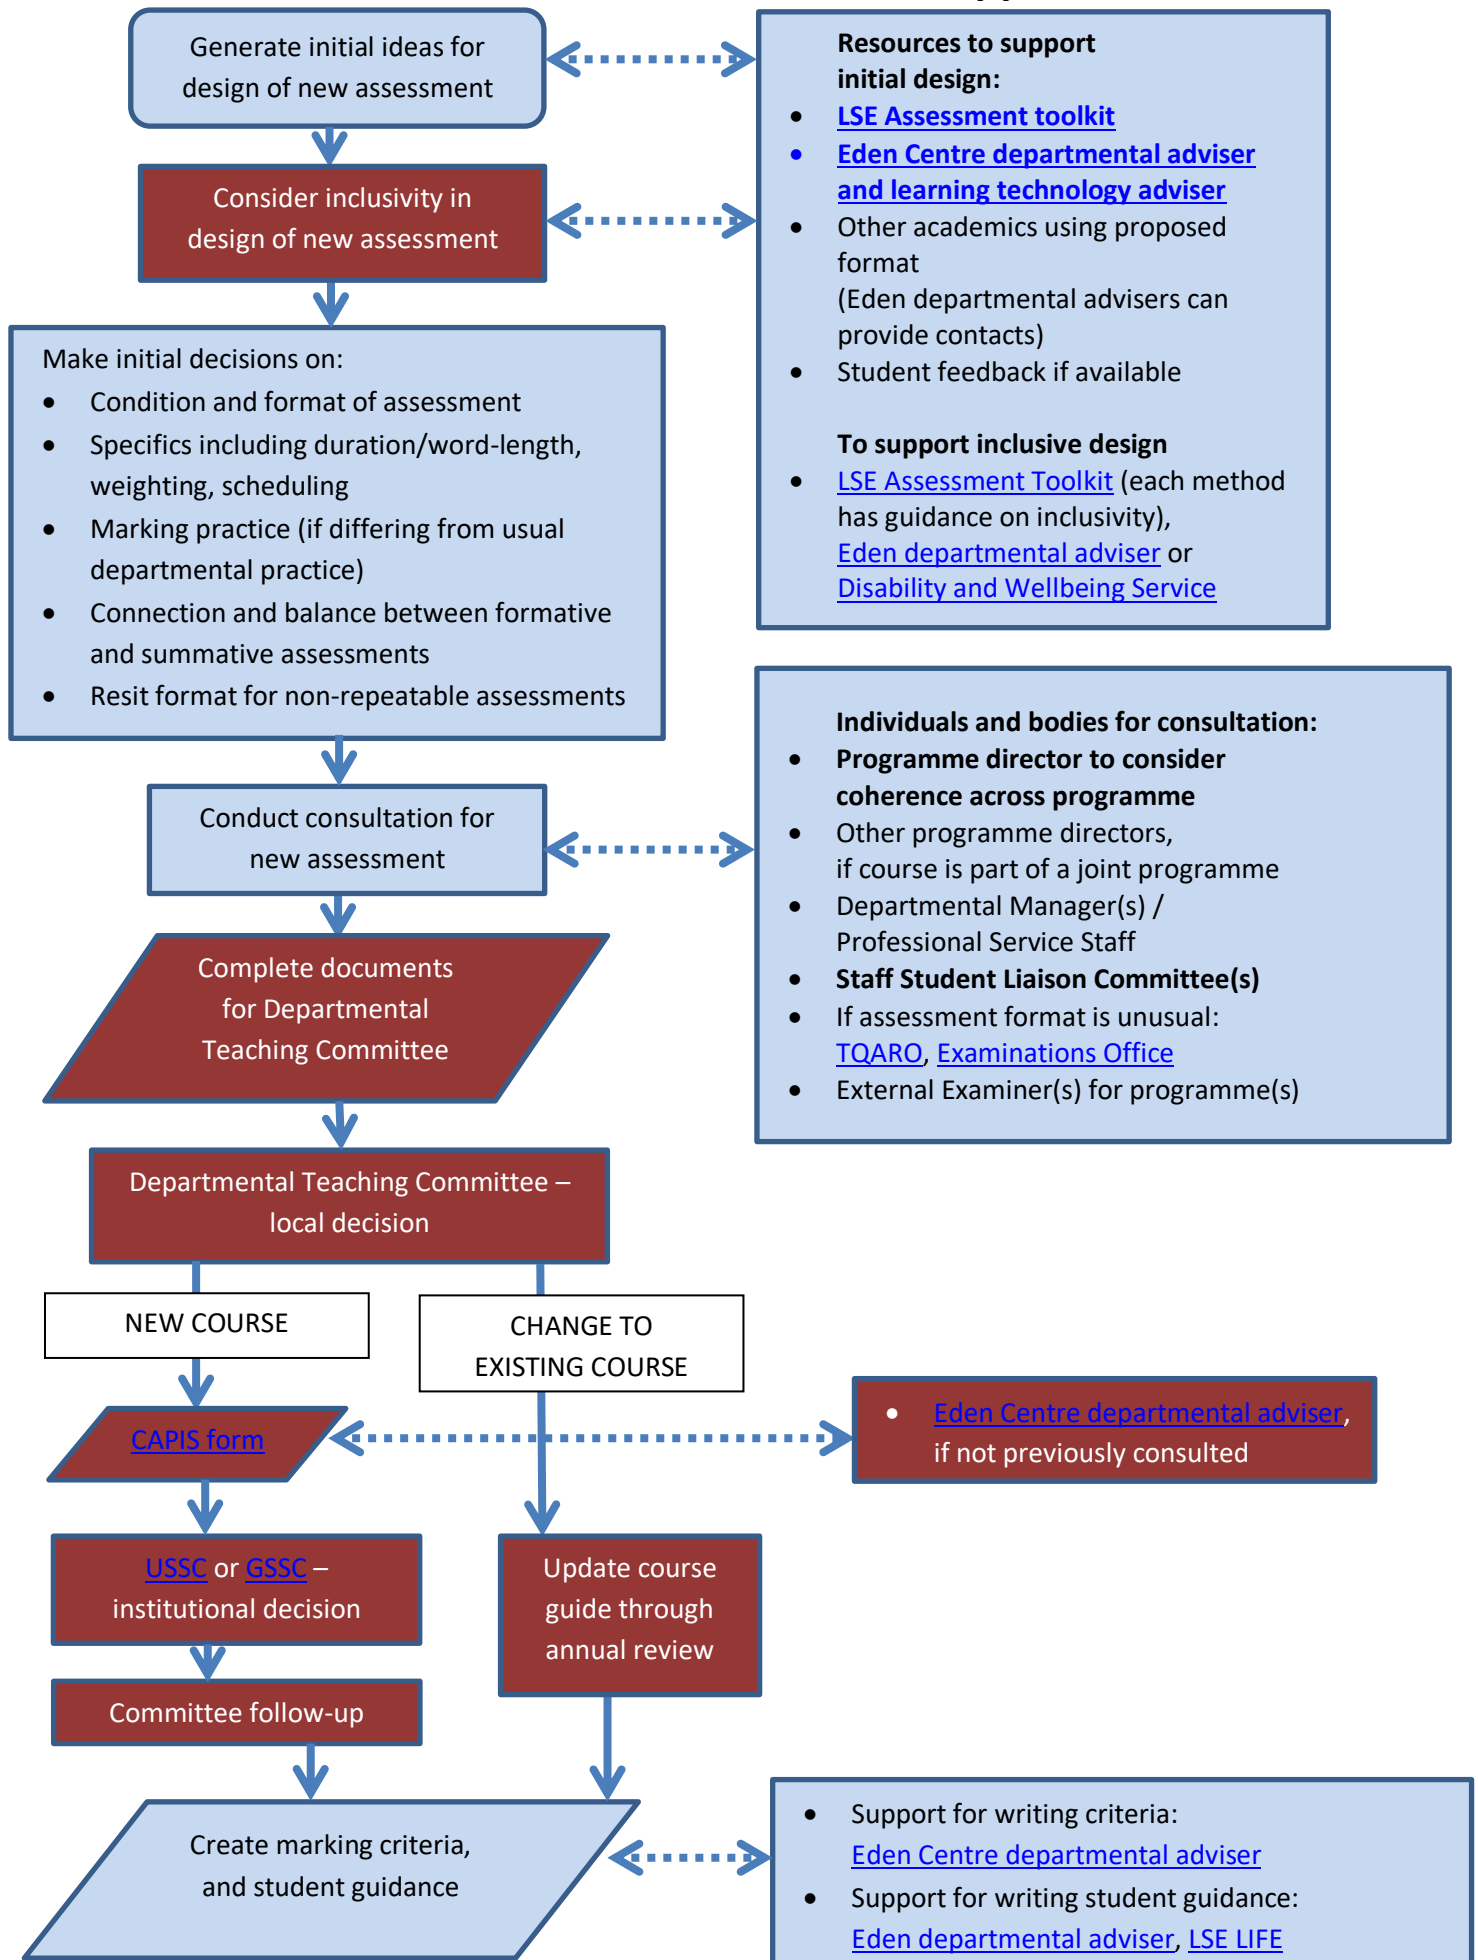 Generate initial ideas for
design of new assessment
Resources to support
initial design:
• LSE Assessment toolkit
• Eden Centre departmental adviser
and learning technology adviser
• Other academics using proposed
format
(Eden departmental advisers can
provide contacts)
• Student feedback if available
To support inclusive design
• LSE Assessment Toolkit (each method
has guidance on inclusivity),
Eden departmental adviser or
Disability and Wellbeing Service
Consider inclusivity in
design of new assessment
Make initial decisions on:
• Condition and format of assessment
• Specifics including duration/word-length,
weighting, scheduling
• Marking practice (if differing from usual
departmental practice)
• Connection and balance between formative
and summative assessments
• Resit format for non-repeatable assessments
Conduct consultation for
new assessment
Individuals and bodies for consultation:
• Programme director to consider
coherence across programme
• Other programme directors,
if course is part of a joint programme
• Departmental Manager(s) /
Professional Service Staff
• Staff Student Liaison Committee(s)
• If assessment format is unusual:
TQARO, Examinations Office
• External Examiner(s) for programme(s)
Complete documents
for Departmental
Teaching Committee
Departmental Teaching Committee –
local decision
NEW COURSE
CHANGE TO
EXISTING COURSE
CAPIS form
• Eden Centre departmental adviser,
if not previously consulted
USSC or GSSC –
institutional decision
Update course
guide through
annual review
Committee follow-up
Create marking criteria,
and student guidance
• Support for writing criteria:
Eden Centre departmental adviser
• Support for writing student guidance:
Eden departmental adviser, LSE LIFE